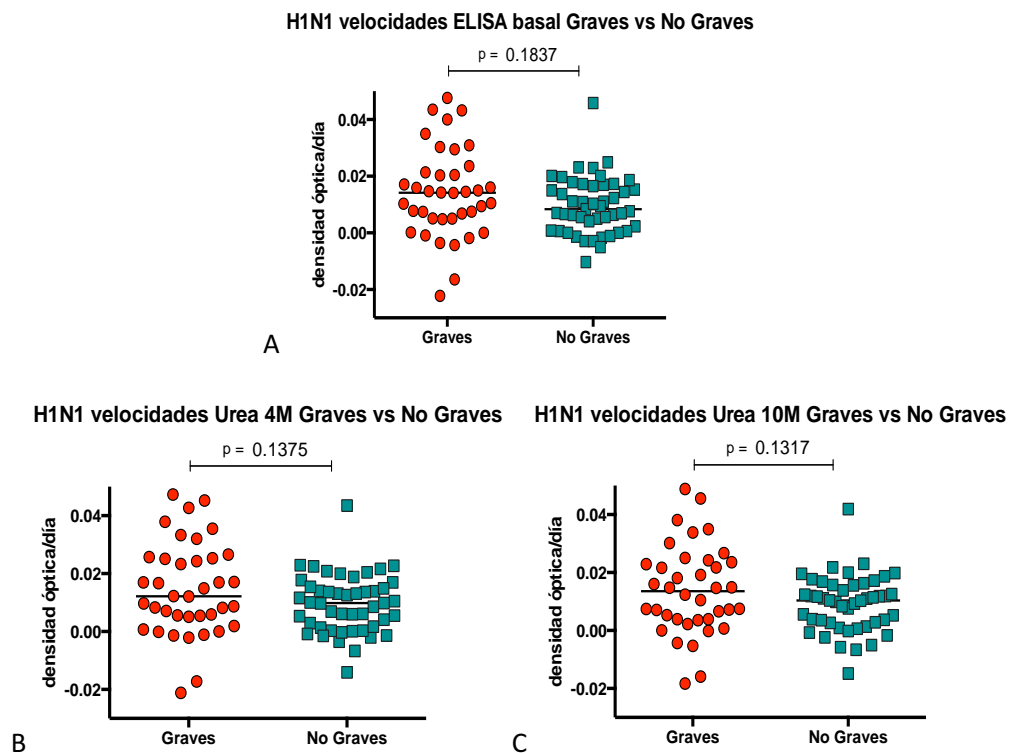 H1N1 velocidades ELISA basal Graves vs No Graves
p = 0.1837
densidad óptica/día
0.04
0.02
0.00
-0.02
Graves
No Graves
A
H1N1 velocidades Urea 4M Graves vs No Graves
p = 0.1375
densidad óptica/día
0.04
0.02
0.00
-0.02
Graves
No Graves
B
H1N1 velocidades Urea 10M Graves vs No Graves
p = 0.1317
densidad óptica/día
0.04
0.02
0.00
-0.02
Graves
No Graves
C